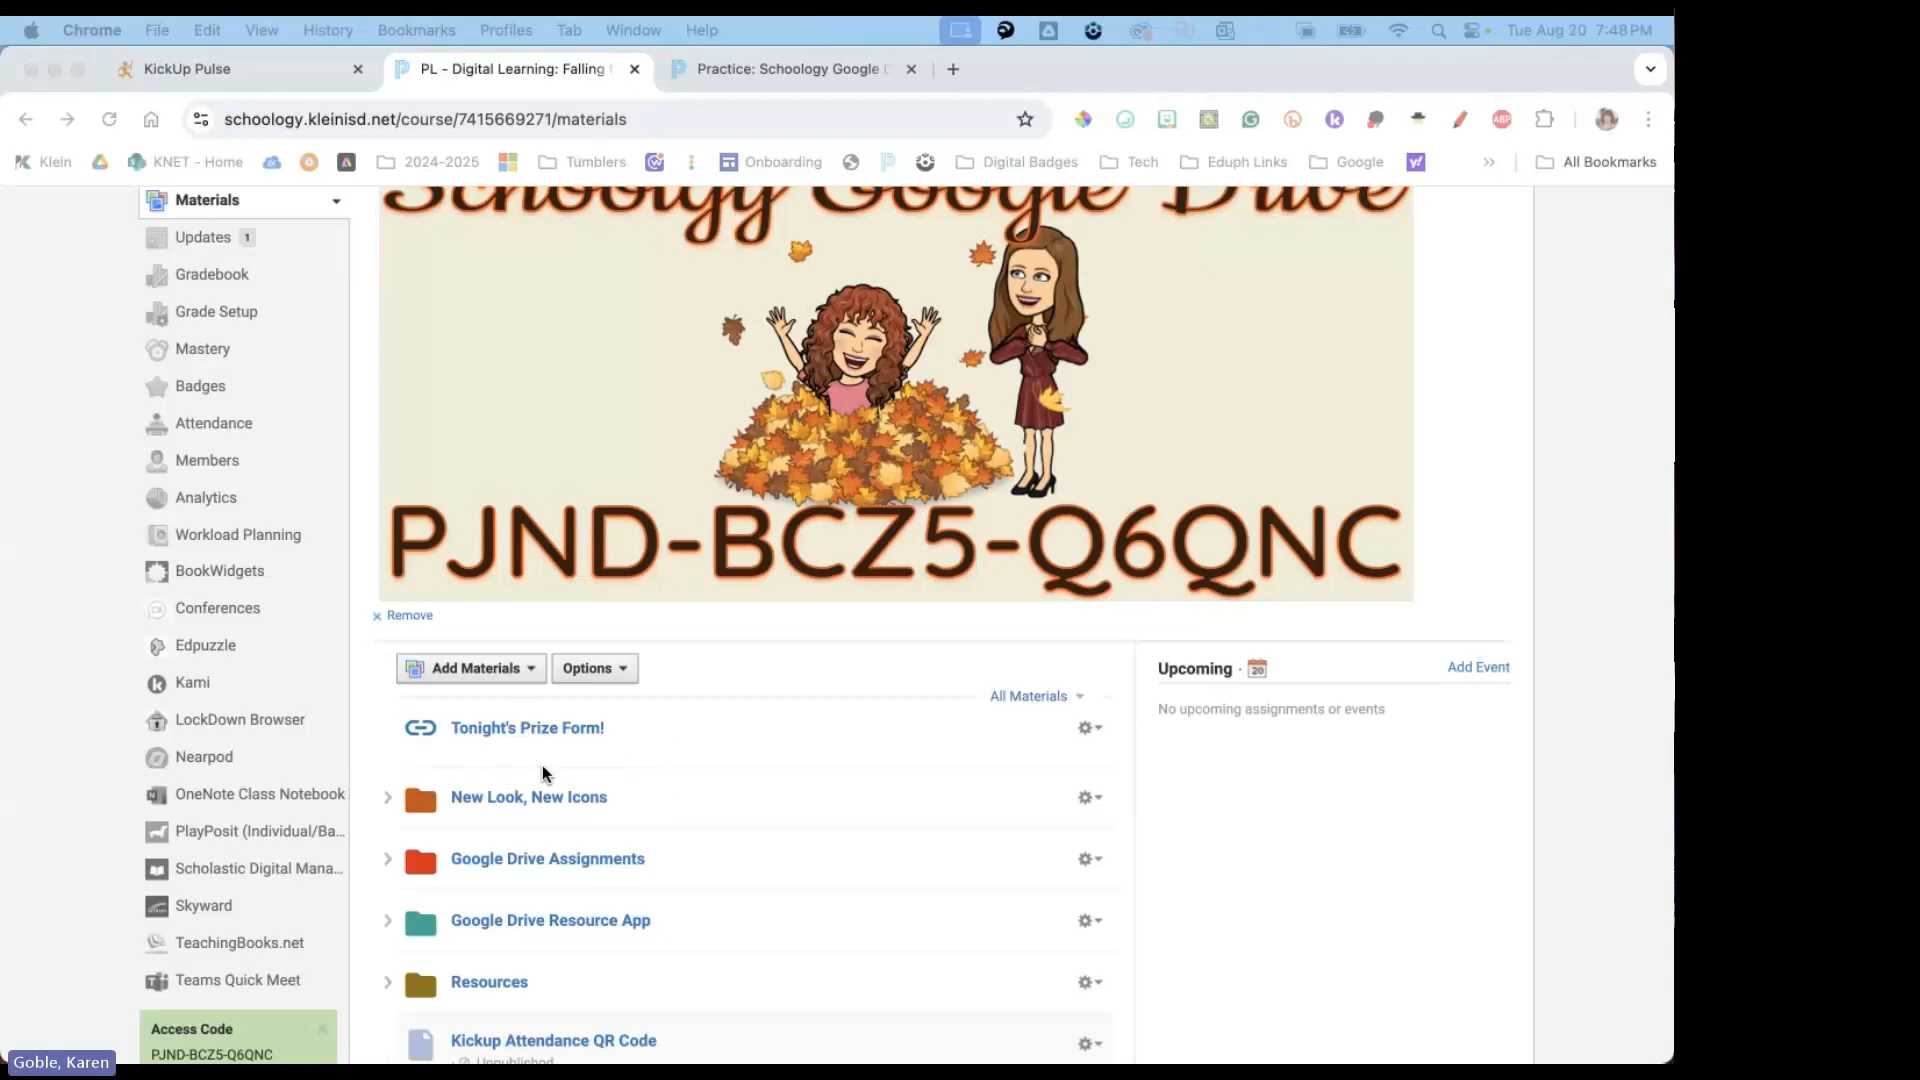 Chrome File Edit View History Bookmarks Profiles Tab Window Help Tue Aug 20 7:48 PM
KickUp Pulse PL - Digital Learning: Falling Practice: Schoology Google
schoology.kleinisd.net/course/7415669271/materials
Klein KNET - Home 2024-2025 Tumblers Onboarding Digital Badges Tech Eduph Links Google All Bookmarks
Materials
Updates 1
Gradebook
Grade Setup
Mastery
Badges
Attendance
Members
Analytics
Workload Planning
BookWidgets
Conferences
Edpuzzle
Kami
LockDown Browser
Nearpod
OneNote Class Notebook
PlayPosit (Individual/Ba...
Scholastic Digital Mana...
Skyward
TeachingBooks.net
Teams Quick Meet
Access Code
PJND-BCZ5-Q6QNC
Schoology Google Drive
PJND-BCZ5-Q6QNC
Remove
Add Materials Options
All Materials
Tonight's Prize Form!
New Look, New Icons
Google Drive Assignments
Google Drive Resource App
Resources
Kickup Attendance QR Code
Unpublished
Upcoming · 20 Add Event
No upcoming assignments or events
Goble, Karen